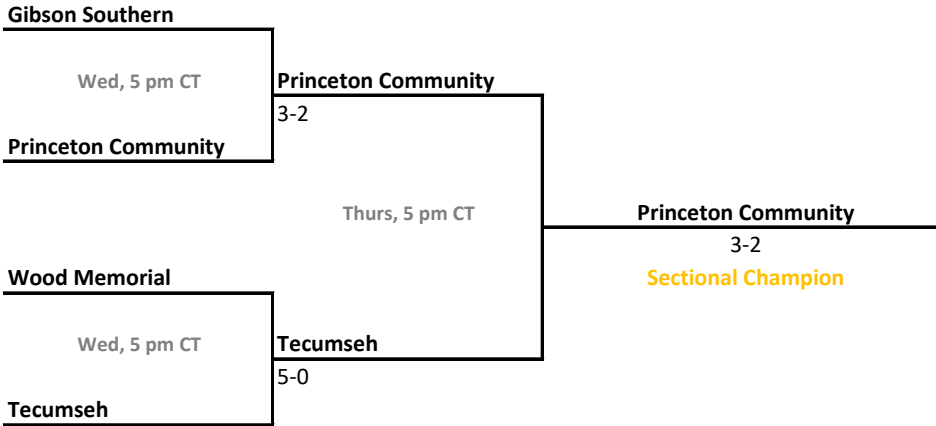 Gibson Southern
Wed, 5 pm CT
Princeton Community
3-2
Princeton Community
Thurs, 5 pm CT
Princeton Community
3-2
Sectional Champion
Wood Memorial
Wed, 5 pm CT
Tecumseh
5-0
Tecumseh